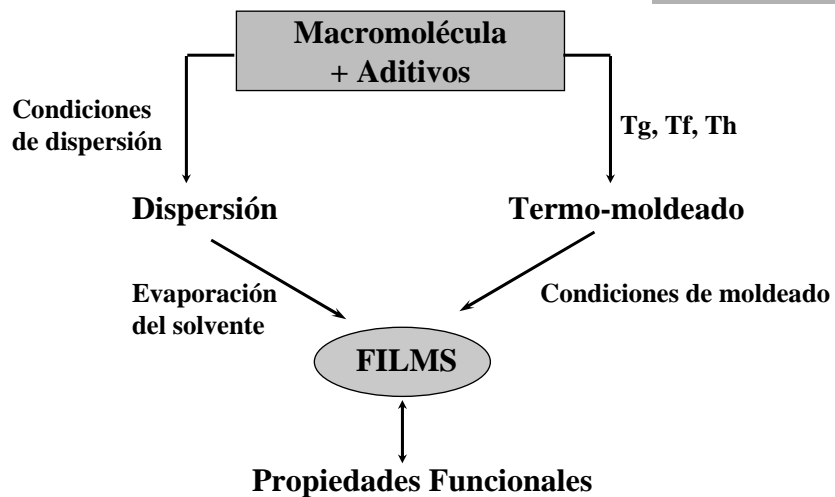 Macromolécula
+ Aditivos
Condiciones
de dispersión
Tg, Tf, Th
Dispersión
Termo-moldeado
Evaporación
del solvente
Condiciones de moldeado
FILMS
Propiedades Funcionales